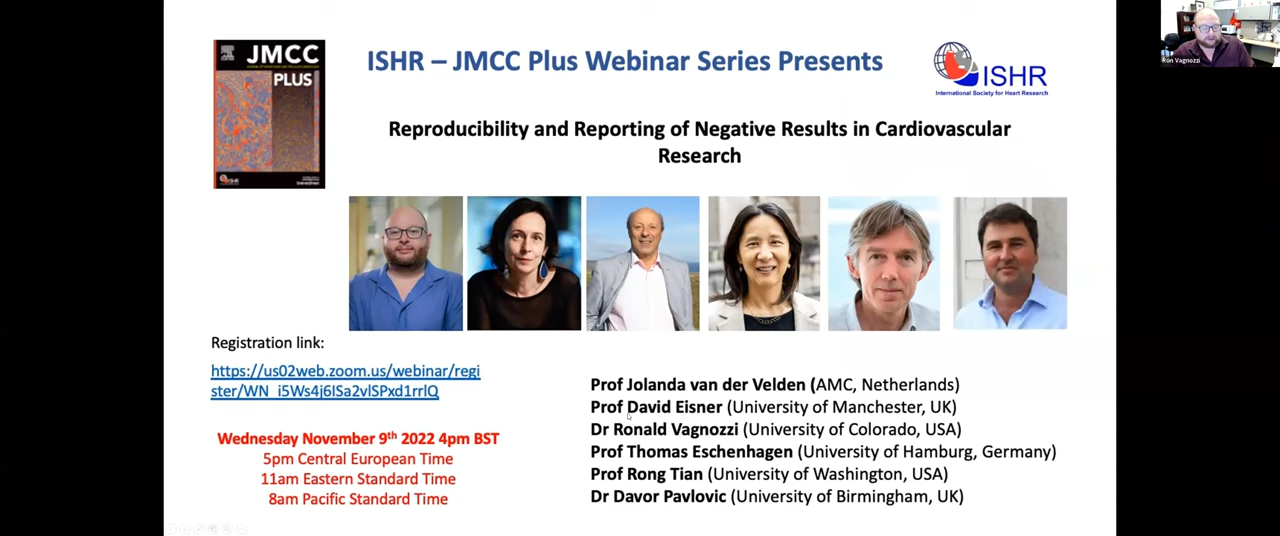 JMCC
PLUS
ISHR – JMCC Plus Webinar Series Presents
ISHR
International Society for Heart Research
Ron Vagnozzi
Reproducibility and Reporting of Negative Results in Cardiovascular
Research
Registration link:
https://us02web.zoom.us/webinar/regi
ster/WN_i5Ws4j6ISa2vlSPxd1rrlQ
Wednesday November 9th 2022 4pm BST
5pm Central European Time
11am Eastern Standard Time
8am Pacific Standard Time
Prof Jolanda van der Velden (AMC, Netherlands)
Prof David Eisner (University of Manchester, UK)
Dr Ronald Vagnozzi (University of Colorado, USA)
Prof Thomas Eschenhagen (University of Hamburg, Germany)
Prof Rong Tian (University of Washington, USA)
Dr Davor Pavlovic (University of Birmingham, UK)